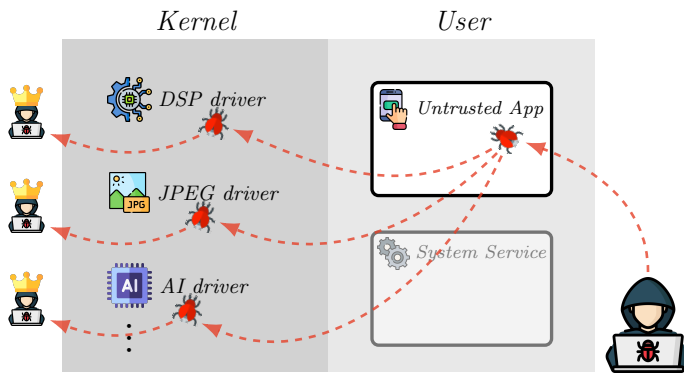 Kernel
User
DSP driver
Untrusted App
JPEG driver
JPG
System Service
AI driver
AI